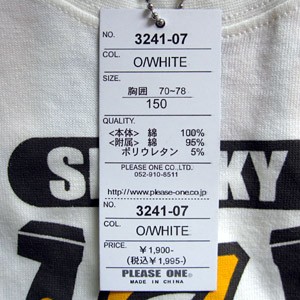 NO. 3241-07
COL. O/WHITE
SIZE.
胸囲 70~78
150
QUALITY.
<本体> 綿 100%
<附属> 綿 95%
ポリウレタン 5%
PLEASE ONE CO.,LTD.
052-910-6511
http://www.please-one.co.jp
NO. 3241-07
COL. O/WHITE
PRICE.
¥1,900-
(税込¥1,995-)
PLEASE ONE®
MADE IN CHINA